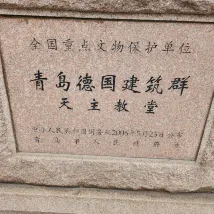 全国重点文物保护单位
青岛德国建筑群
天主教堂
中华人民共和国国务院2006年5月25日公布
青岛市人民政府立